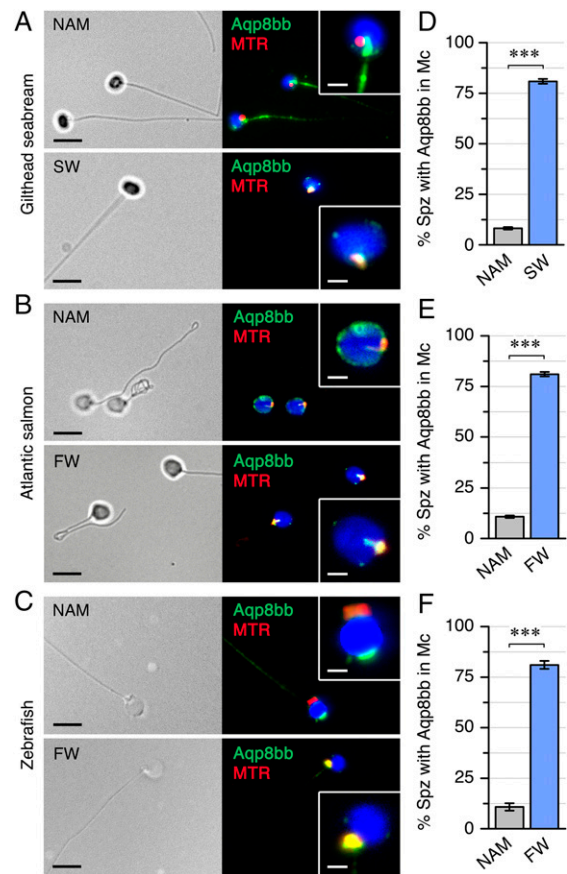 A
Gilthead seabream
NAM
Aqp8bb
MTR
SW
Aqp8bb
MTR
B
Atlantic salmon
NAM
Aqp8bb
MTR
FW
Aqp8bb
MTR
C
Zebrafish
NAM
Aqp8bb
MTR
FW
Aqp8bb
MTR
D
% Spz with Aqp8bb in Mc
100
75
50
25
0
***
NAM
SW
E
% Spz with Aqp8bb in Mc
100
75
50
25
0
***
NAM
FW
F
% Spz with Aqp8bb in Mc
100
75
50
25
0
***
NAM
FW